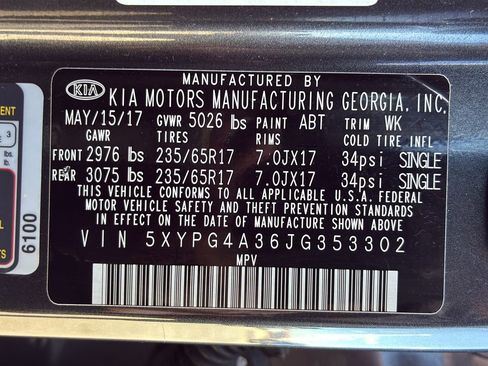 MANUFACTURED BY
KIA KIA MOTORS MANUFACTURING GEORGIA, INC.
MAY/15/17 GVWR 5026 lbs PAINT ABT TRIM WK
GAWR TIRES RIMS COLD TIRE INFL
FRONT 2976 lbs 235/65R17 7.0JX17 34psi SINGLE
REAR 3075 lbs 235/65R17 7.0JX17 34psi SINGLE
THIS VEHICLE CONFORMS TO ALL APPLICABLE U.S.A. FEDERAL
MOTOR VEHICLE SAFETY AND THEFT PREVENTION STANDARDS
IN EFFECT ON THE DATE OF MANUFACTURE SHOWN ABOVE.
VIN 5XYPG4A36JG353302
MPV
3
lbs.
lb.
6100